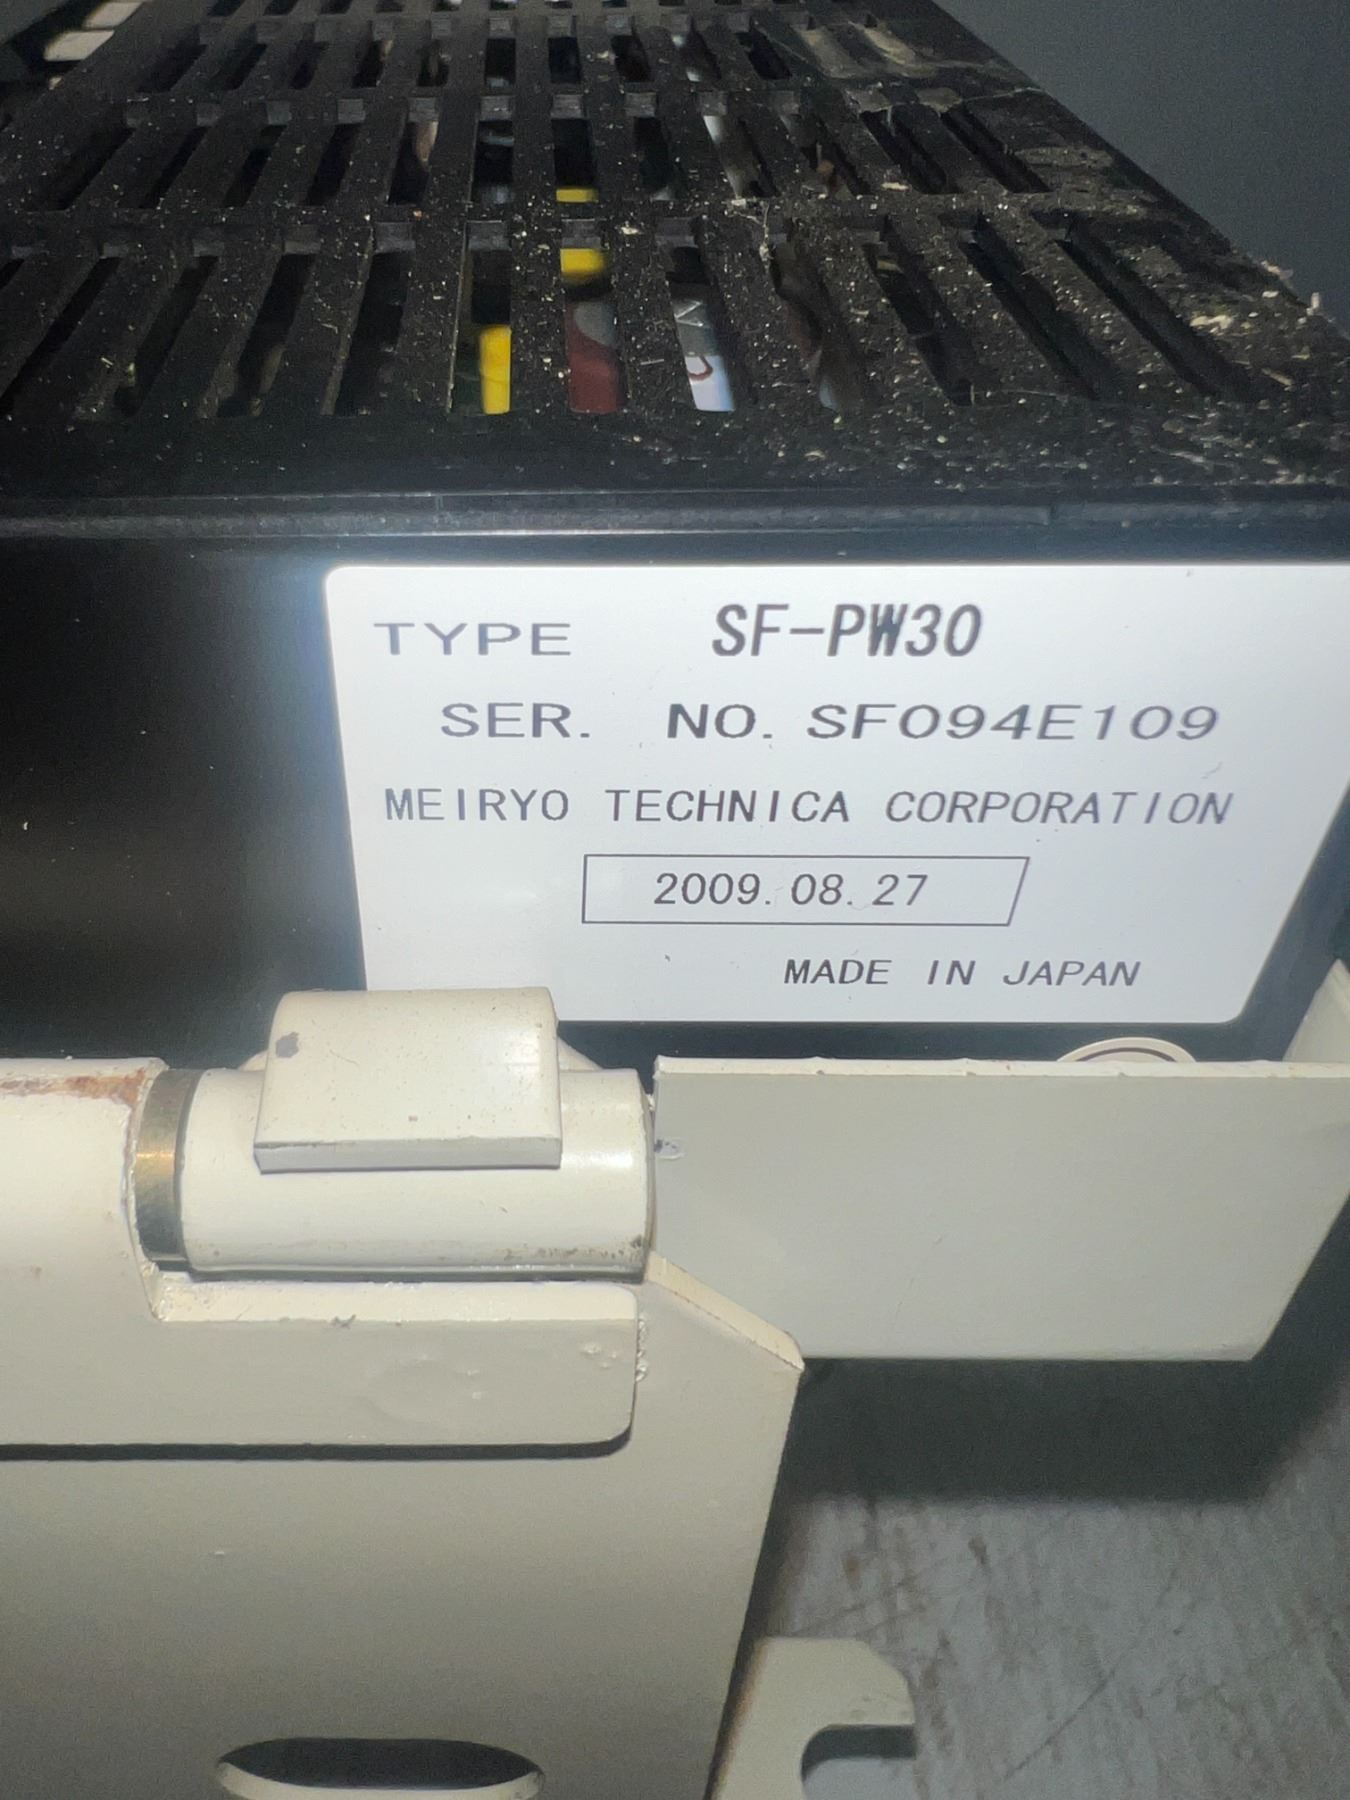 TYPE SF-PW30
SER. NO. SF094E109
MEIRYO TECHNICA CORPORATION
2009. 08. 27
MADE IN JAPAN